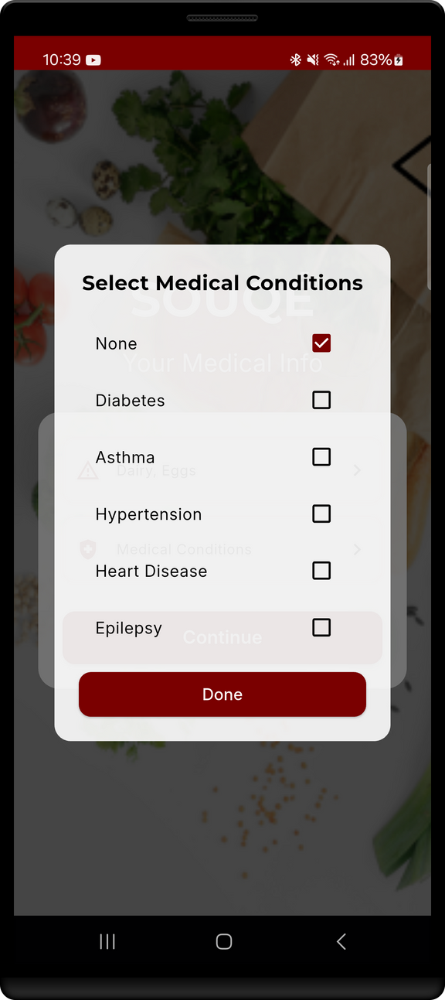 10:39
83%
Select Medical Conditions
SOUQE
None
Your Medical Info
Diabetes
Asthma
Dairy, Eggs
Hypertension
Medical Conditions
Heart Disease
Epilepsy
Continue
Done